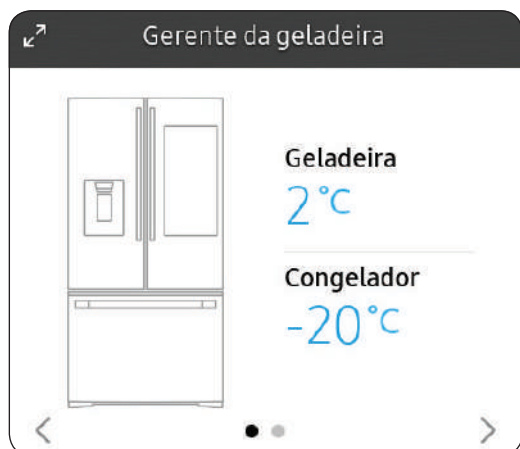 Gerente da geladeira
Geladeira
2°C
Congelador
-20°C